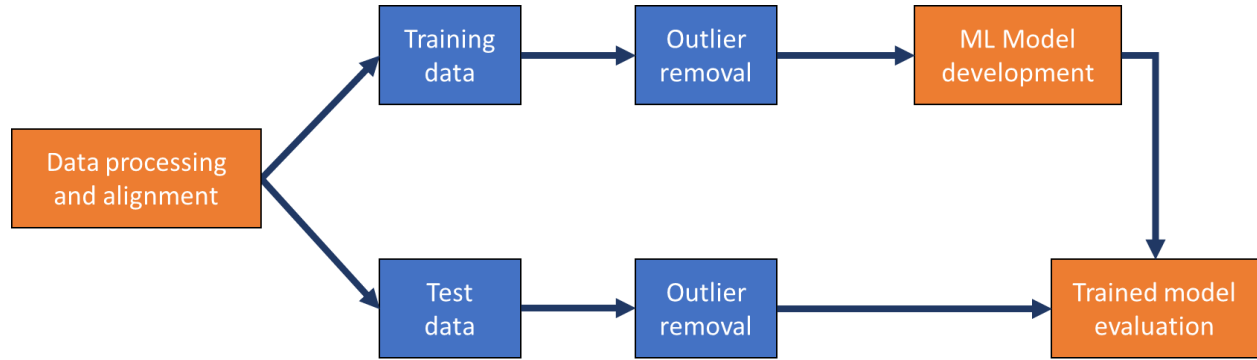 Training
data
Outlier
removal
ML Model
development
Data processing
and alignment
Test
data
Outlier
removal
Trained model
evaluation